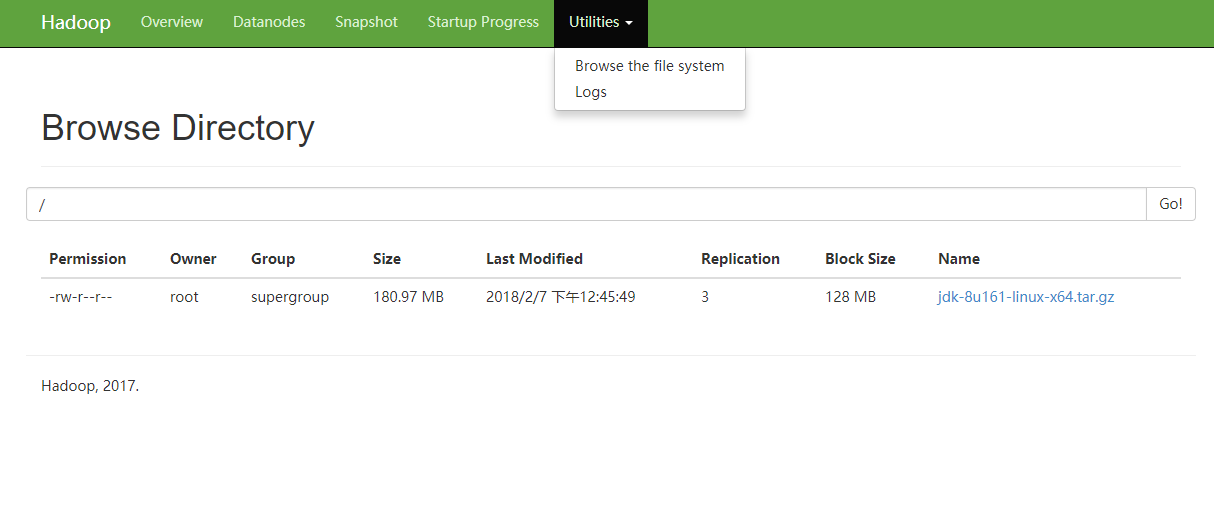 Hadoop Overview Datanodes Snapshot Startup Progress Utilities
Browse the file system
Logs
Browse Directory
/ Go!
Permission Owner Group Size Last Modified Replication Block Size Name
-rw-r--r-- root supergroup 180.97 MB 2018/2/7 下午12:45:49 3 128 MB jdk-8u161-linux-x64.tar.gz
Hadoop, 2017.